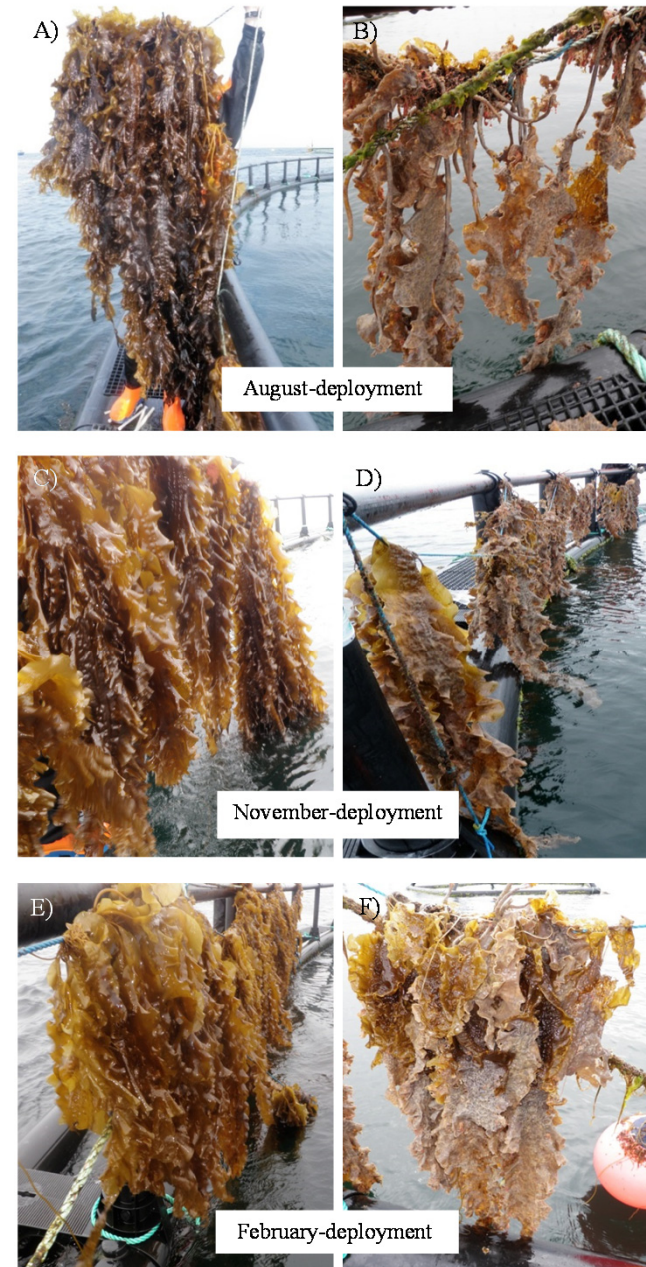 A)
B)
August-deployment
C)
D)
November-deployment
E)
F)
February-deployment